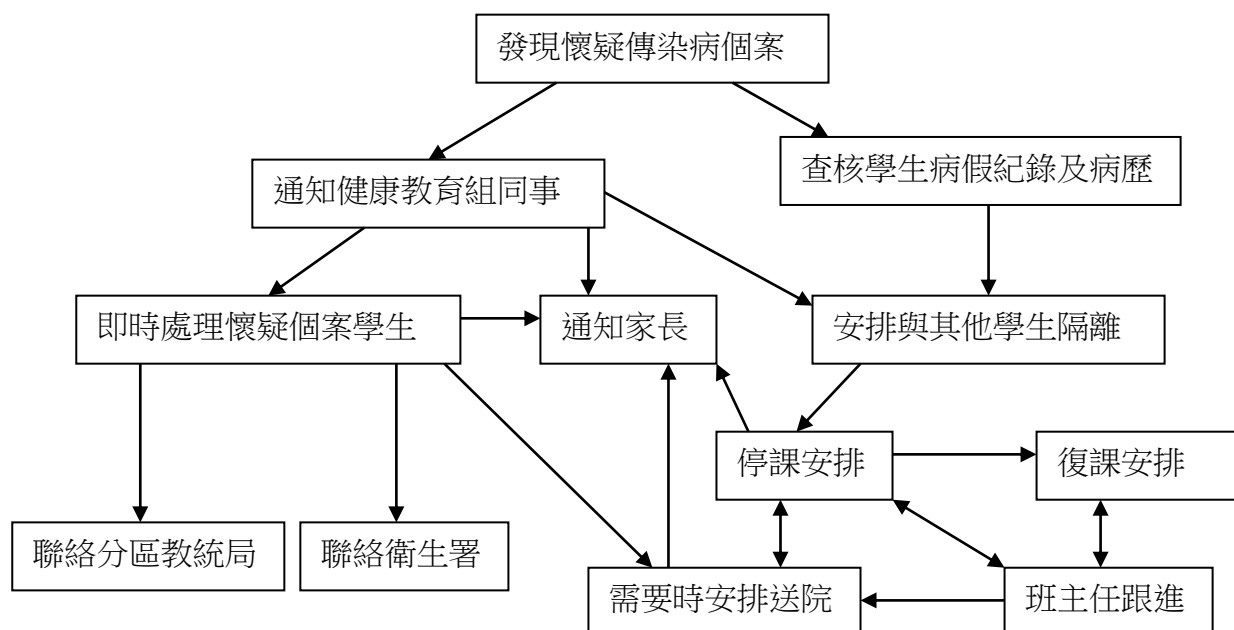 發現懷疑傳染病個案
通知健康教育組同事
查核學生病假紀錄及病歷
即時處理懷疑個案學生
通知家長
安排與其他學生隔離
停課安排
復課安排
聯絡分區教統局
聯絡衛生署
需要時安排送院
班主任跟進